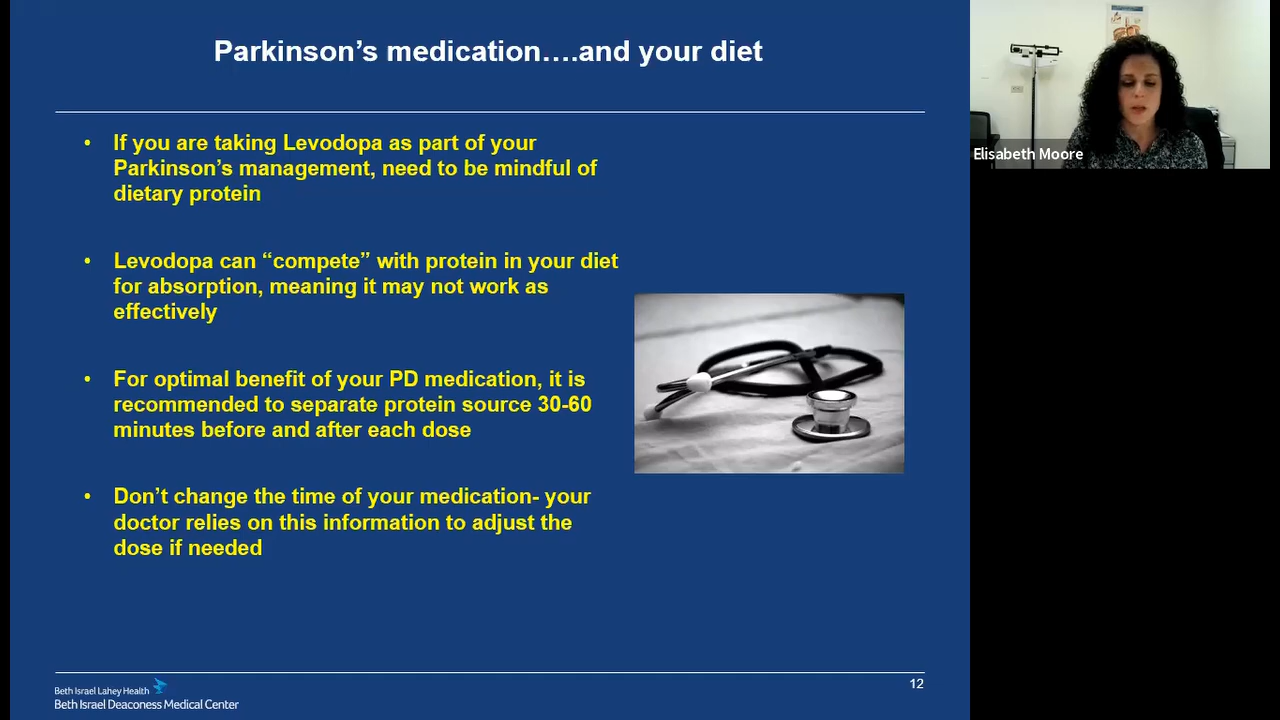 Parkinson’s medication….and your diet
• If you are taking Levodopa as part of your
Parkinson’s management, need to be mindful of
dietary protein
• Levodopa can “compete” with protein in your diet
for absorption, meaning it may not work as
effectively
• For optimal benefit of your PD medication, it is
recommended to separate protein source 30-60
minutes before and after each dose
• Don’t change the time of your medication- your
doctor relies on this information to adjust the
dose if needed
Beth Israel Lahey Health
Beth Israel Deaconess Medical Center
12
Elisabeth Moore